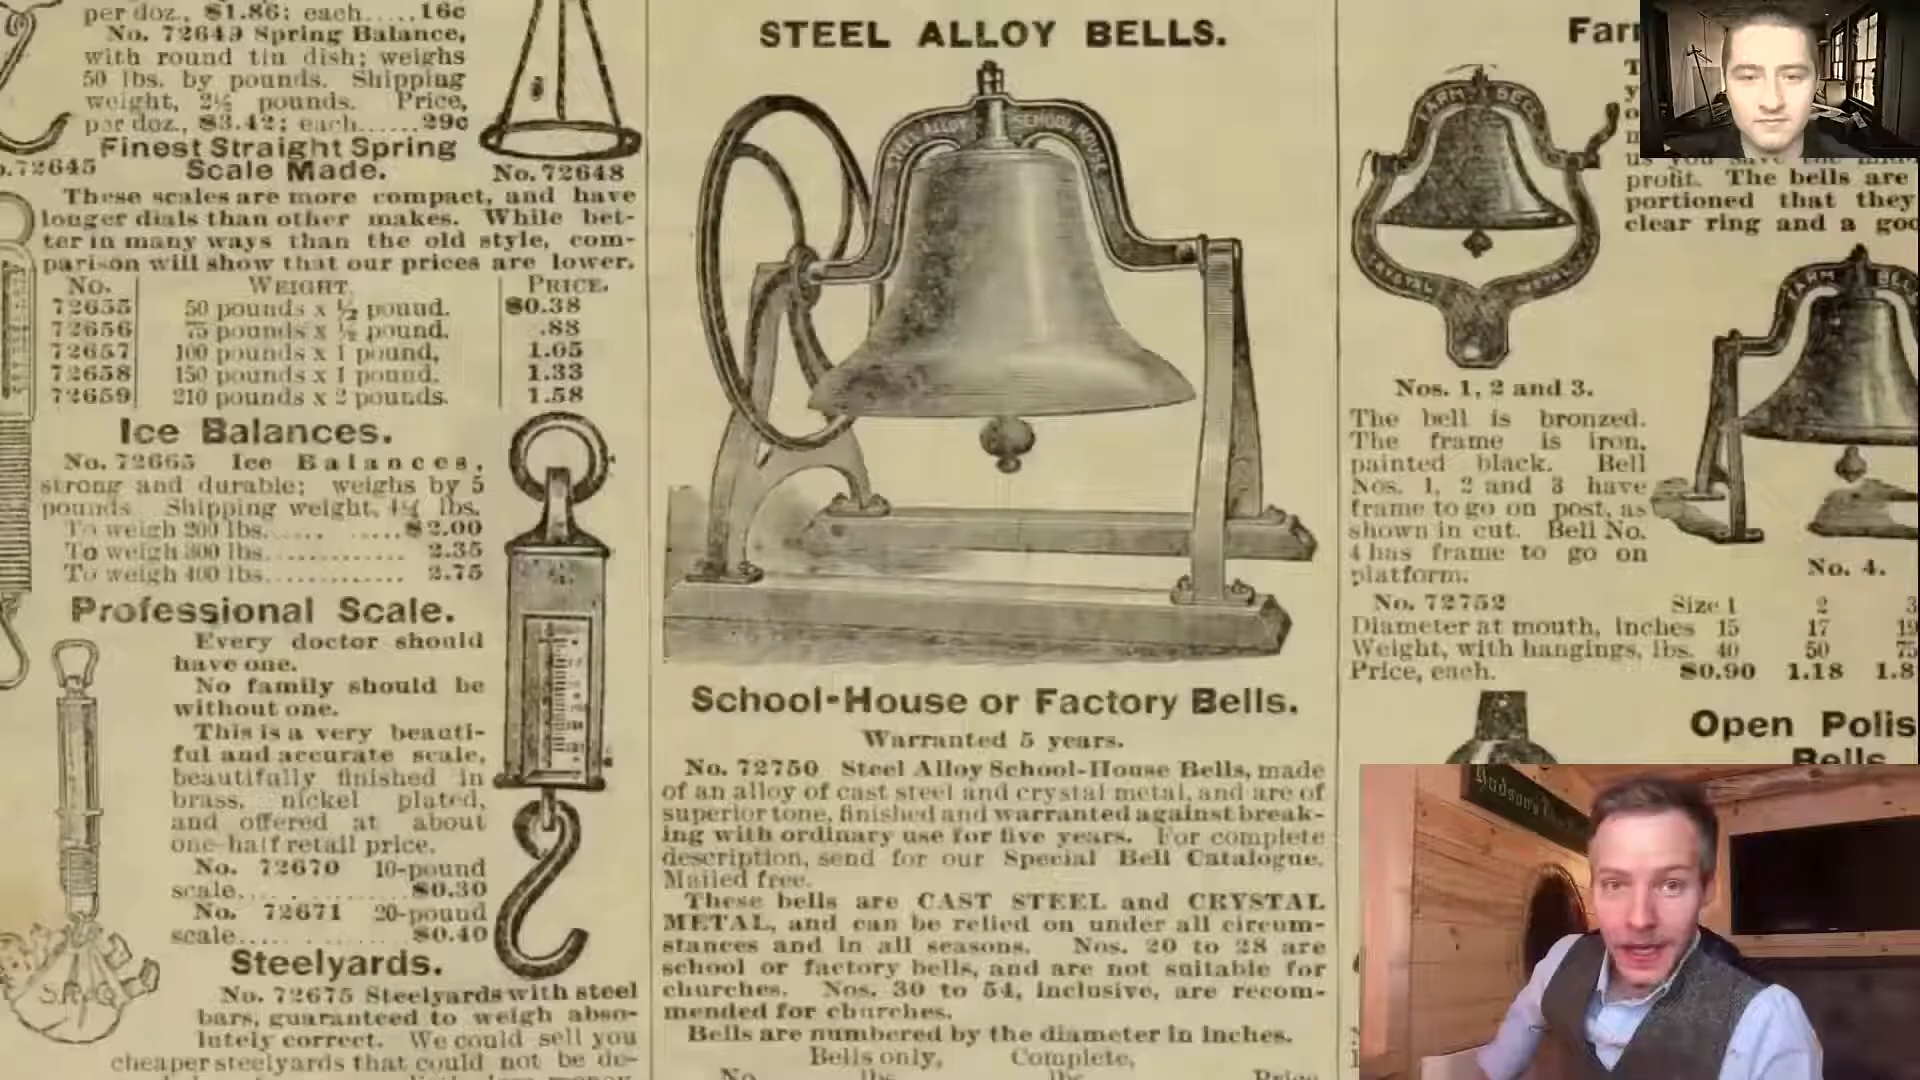 per doz., $1.86; each.....16c
No. 72649 Spring Balance,
with round tin dish; weighs
50 lbs. by pounds. Shipping
weight, 2½ pounds. Price,
per doz., $3.42; each......29c
Finest Straight Spring
Scale Made.
No. 72648
These scales are more compact, and have
longer dials than other makes. While bet-
ter in many ways than the old style, com-
parison will show that our prices are lower.
No. WEIGHT. PRICE.
72655 50 pounds x ½ pound. $0.38
72656 75 pounds x ½ pound. .88
72657 100 pounds x 1 pound, 1.05
72658 150 pounds x 1 pound. 1.33
72659 210 pounds x 2 pounds. 1.58
Ice Balances.
No. 72665 Ice Balances,
strong and durable; weighs by 5
pounds. Shipping weight, 4¼ lbs.
To weigh 200 lbs. $2.00
To weigh 300 lbs. 2.35
To weigh 400 lbs. 2.75
Professional Scale.
Every doctor should
have one.
No family should be
without one.
This is a very beauti-
ful and accurate scale,
beautifully finished in
brass, nickel plated,
and offered at about
one-half retail price.
No. 72670 10-pound
scale. $0.30
No. 72671 20-pound
scale. $0.40
Steelyards.
No. 72675 Steelyards with steel
bars, guaranteed to weigh abso-
lutely correct. We could sell you
cheaper steelyards that could not be de-
STEEL ALLOY BELLS.
STEEL ALLOY SCHOOL HOUSE
School-House or Factory Bells.
Warranted 5 years.
No. 72750 Steel Alloy School-House Bells, made
of an alloy of cast steel and crystal metal, and are of
superior tone, finished and warranted against break-
ing with ordinary use for five years. For complete
description, send for our Special Bell Catalogue.
Mailed free.
These bells are CAST STEEL and CRYSTAL
METAL, and can be relied on under all circum-
stances and in all seasons. Nos. 20 to 28 are
school or factory bells, and are not suitable for
churches. Nos. 30 to 54, inclusive, are recom-
mended for churches.
Bells are numbered by the diameter in inches.
Bells only, Complete,
No. lbs. lbs. Price
profit. The bells are
portioned that they
clear ring and a
FARM BELL
CRYSTAL METAL
FARM BELL
Nos. 1, 2 and 3.
The bell is bronzed.
The frame is iron,
painted black. Bell
Nos. 1, 2 and 3 have
frame to go on post, as
shown in cut. Bell No.
4 has frame to go on
platform.
No. 4.
No. 72752 Size 1 2 3
Diameter at mouth, inches 15 17 19
Weight, with hangings, lbs. 40 50 75
Price, each. $0.90 1.18 1.8
Open Polis
Bells